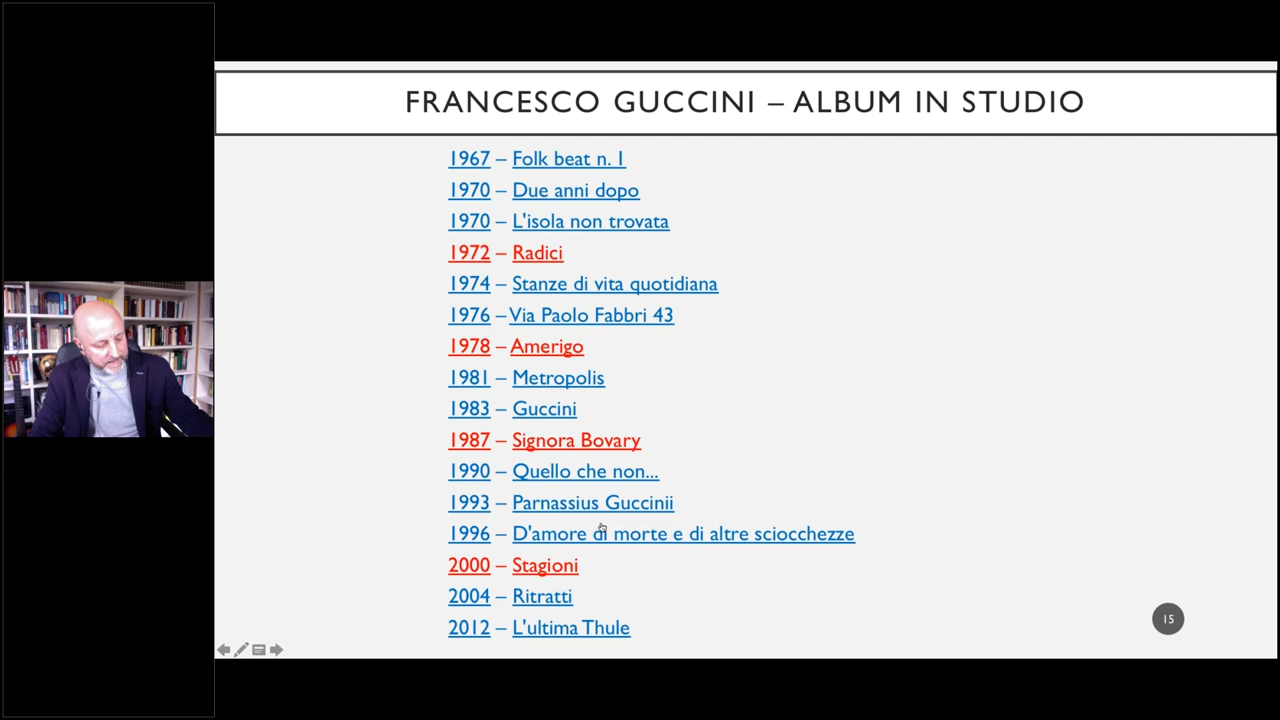 FRANCESCO GUCCINI – ALBUM IN STUDIO
1967 – Folk beat n. 1
1970 – Due anni dopo
1970 – L'isola non trovata
1972 – Radici
1974 – Stanze di vita quotidiana
1976 – Via Paolo Fabbri 43
1978 – Amerigo
1981 – Metropolis
1983 – Guccini
1987 – Signora Bovary
1990 – Quello che non...
1993 – Parnassius Guccinii
1996 – D'amore di morte e di altre sciocchezze
2000 – Stagioni
2004 – Ritratti
2012 – L'ultima Thule
15